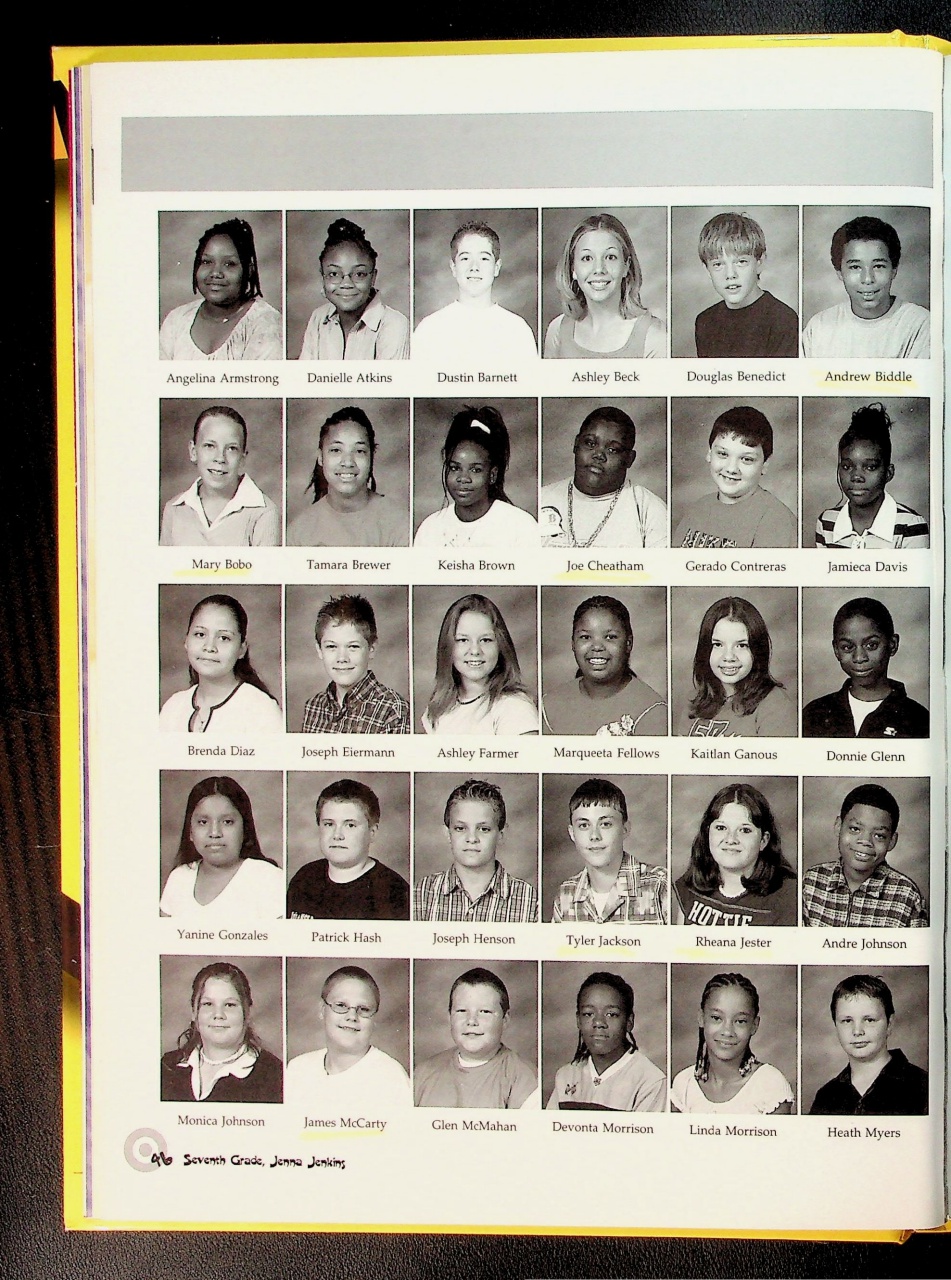 Angelina Armstrong Danielle Atkins Dustin Barnett Ashley Beck Douglas Benedict Andrew Biddle
Mary Bobo Tamara Brewer Keisha Brown Joe Cheatham Gerado Contreras Jamieca Davis
Brenda Diaz Joseph Eiermann Ashley Farmer Marqueeta Fellows Kaitlan Ganous Donnie Glenn
HOTTIE
Yanine Gonzales Patrick Hash Joseph Henson Tyler Jackson Rheana Jester Andre Johnson
Monica Johnson James McCarty Glen McMahan Devonta Morrison Linda Morrison Heath Myers
46 Seventh Grade, Jenna Jenkins